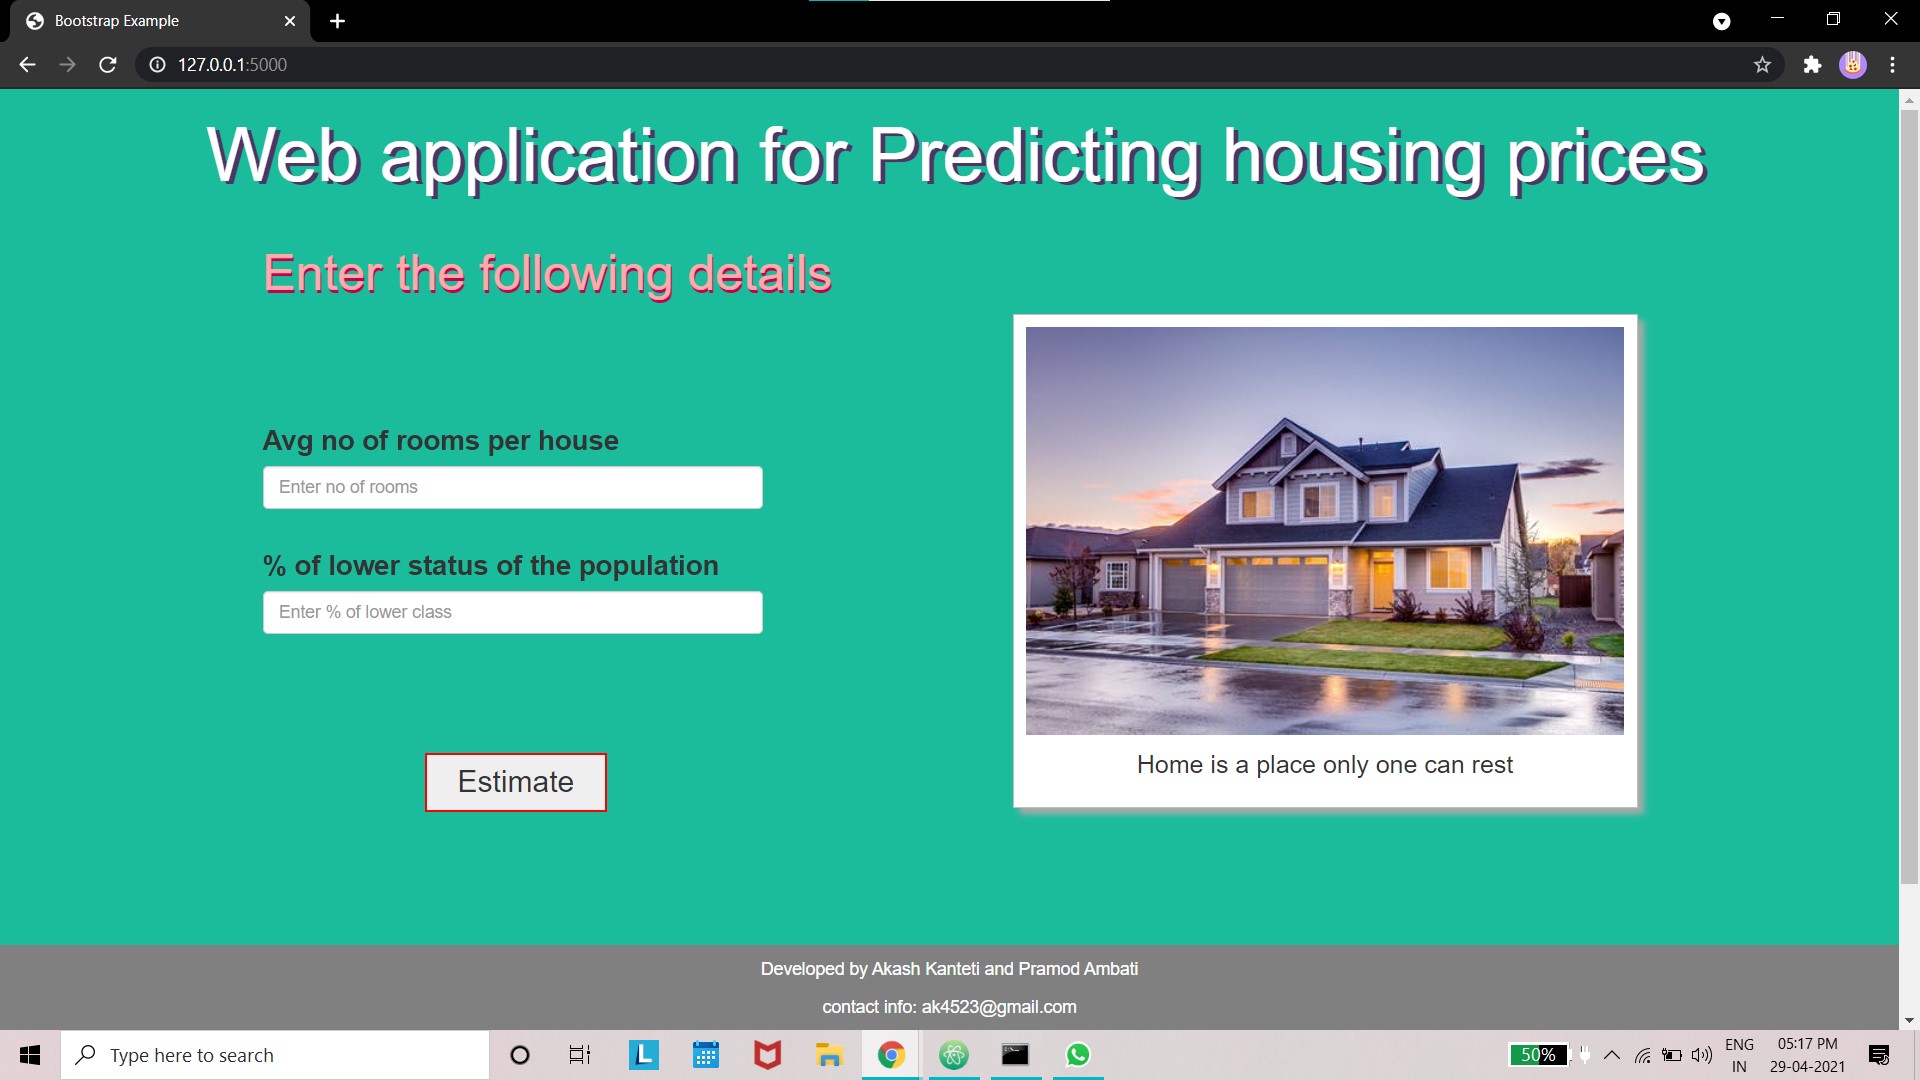 Bootstrap Example
127.0.0.1:5000
Web application for Predicting housing prices
Enter the following details
Avg no of rooms per house
Enter no of rooms
% of lower status of the population
Enter % of lower class
Estimate
Home is a place only one can rest
Developed by Akash Kanteti and Pramod Ambati
contact info: ak4523@gmail.com
Type here to search
L
50%
ENG
IN
05:17 PM
29-04-2021